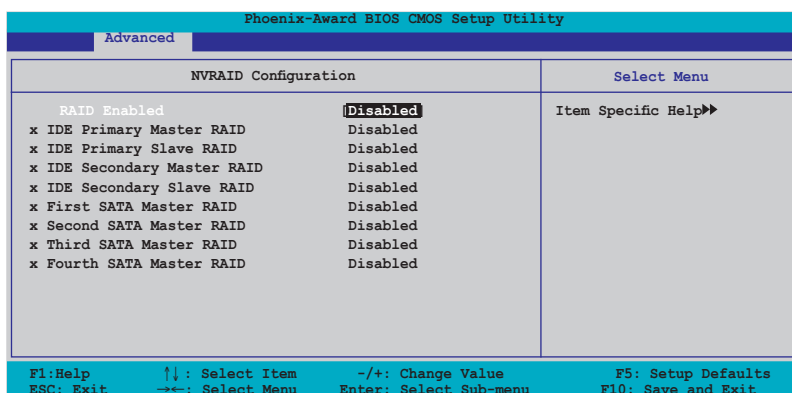 Phoenix-Award BIOS CMOS Setup Utility
Advanced
NVRAID Configuration
Select Menu
RAID Enabled [Disabled]
Item Specific Help▶▶
x IDE Primary Master RAID Disabled
x IDE Primary Slave RAID Disabled
x IDE Secondary Master RAID Disabled
x IDE Secondary Slave RAID Disabled
x First SATA Master RAID Disabled
x Second SATA Master RAID Disabled
x Third SATA Master RAID Disabled
x Fourth SATA Master RAID Disabled
F1:Help ↑↓: Select Item -/+: Change Value F5: Setup Defaults
ESC: Exit →←: Select Menu Enter: Select Sub-menu F10: Save and Exit